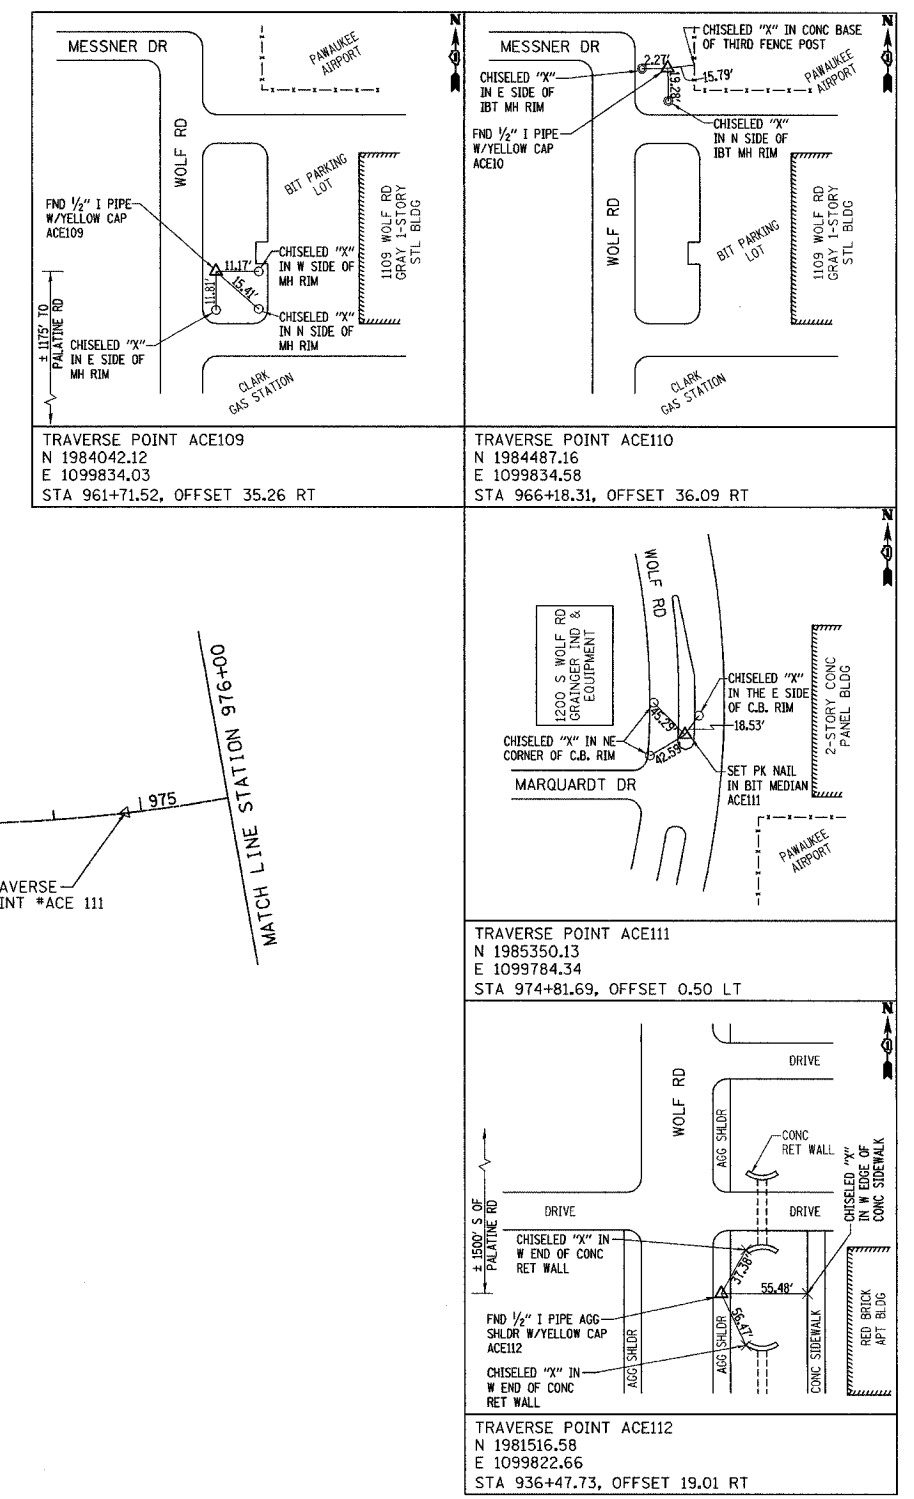 N
MESSNER DR
PAWAUKEE
AIRPORT
WOLF RD
BIT PARKING
LOT
1109 WOLF RD
GRAY 1-STORY
STL BLDG
FND 1/2" I PIPE
W/YELLOW CAP
ACE109
11.17'
15.41'
11.81'
CHISELED "X"
IN W SIDE OF
MH RIM
CHISELED "X"
IN N SIDE OF
MH RIM
CHISELED "X"
IN E SIDE OF
MH RIM
± 1175' TO
PALATINE RD
CLARK
GAS STATION
TRAVERSE POINT ACE109
N 1984042.12
E 1099834.03
STA 961+71.52, OFFSET 35.26 RT
N
MESSNER DR
CHISELED "X" IN CONC BASE
OF THIRD FENCE POST
2.27'
15.79'
19.28'
PAWAUKEE
AIRPORT
CHISELED "X"
IN E SIDE OF
IBT MH RIM
FND 1/2" I PIPE
W/YELLOW CAP
ACE10
CHISELED "X"
IN N SIDE OF
IBT MH RIM
WOLF RD
BIT PARKING
LOT
1109 WOLF RD
GRAY 1-STORY
STL BLDG
CLARK
GAS STATION
TRAVERSE POINT ACE110
N 1984487.16
E 1099834.58
STA 966+18.31, OFFSET 36.09 RT
N
WOLF RD
1200 S WOLF RD
GRAINGER IND &
EQUIPMENT
CHISELED "X"
IN THE E SIDE
OF C.B. RIM
18.53'
45.29'
42.59'
CHISELED "X" IN NE
CORNER OF C.B. RIM
SET PK NAIL
IN BIT MEDIAN
ACE111
MARQUARDT DR
2-STORY CONC
PANEL BLDG
PAWAUKEE
AIRPORT
TRAVERSE POINT ACE111
N 1985350.13
E 1099784.34
STA 974+81.69, OFFSET 0.50 LT
MATCH LINE STATION 976+00
975
AVERSE
INT #ACE 111
N
DRIVE
WOLF RD
AGG SHLDR
CONC
RET WALL
CHISELED "X"
IN W EDGE OF
CONC SIDEWALK
DRIVE
DRIVE
± 1500' S OF
PALATINE RD
CHISELED "X" IN
W END OF CONC
RET WALL
37.38'
55.48'
56.47'
FND 1/2" I PIPE AGG
SHLDR W/YELLOW CAP
ACE112
CHISELED "X" IN
W END OF CONC
RET WALL
AGG SHLDR
AGG SHLDR
CONC SIDEWALK
RED BRICK
APT BLDG
TRAVERSE POINT ACE112
N 1981516.58
E 1099822.66
STA 936+47.73, OFFSET 19.01 RT